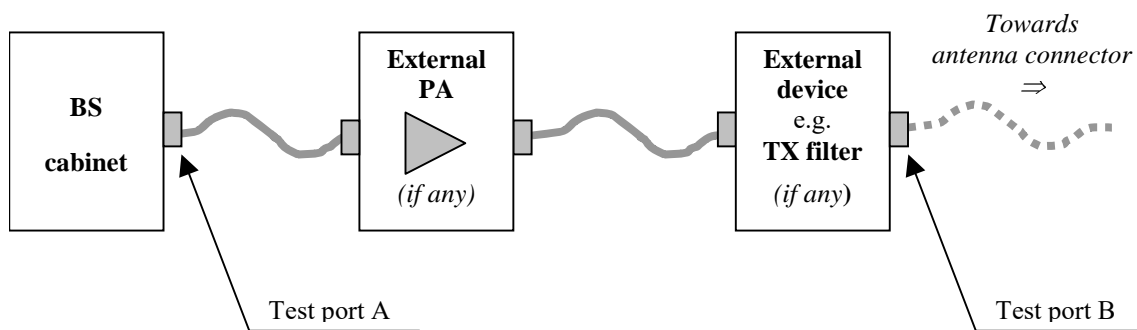 BS
cabinet
External
PA
(if any)
External
device
e.g.
TX filter
(if any)
Towards
antenna connector
⇒
Test port A
Test port B